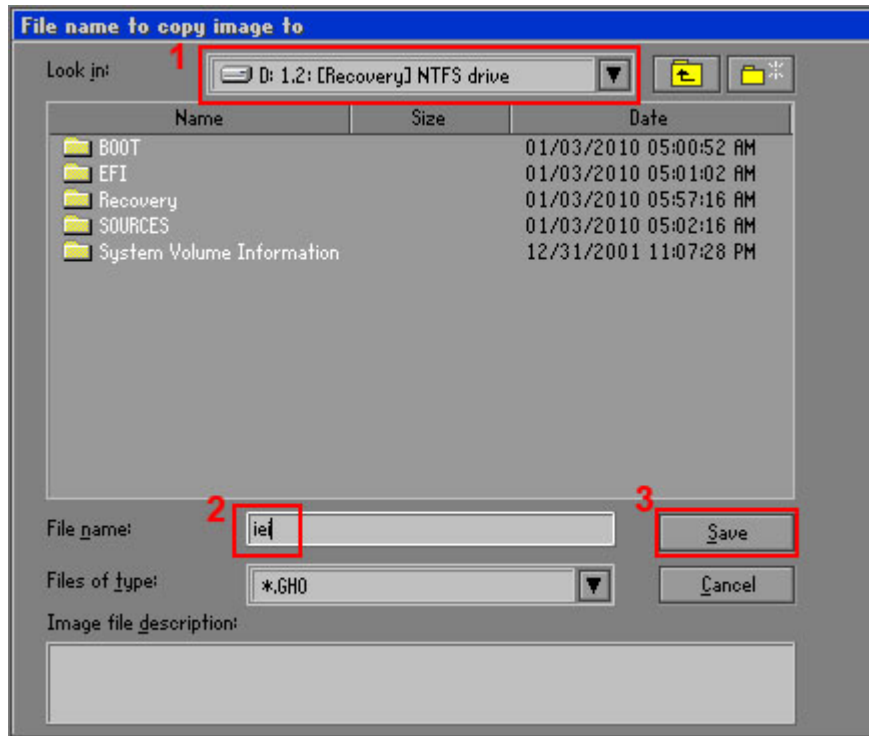 File name to copy image to
Look in: 1 D: 1.2: [Recovery] NTFS drive
Name Size Date
BOOT 01/03/2010 05:00:52 AM
EFI 01/03/2010 05:01:02 AM
Recovery 01/03/2010 05:57:16 AM
SOURCES 01/03/2010 05:02:16 AM
System Volume Information 12/31/2001 11:07:28 PM
File name: 2 iei 3 Save
Files of type: *.GHO Cancel
Image file description: